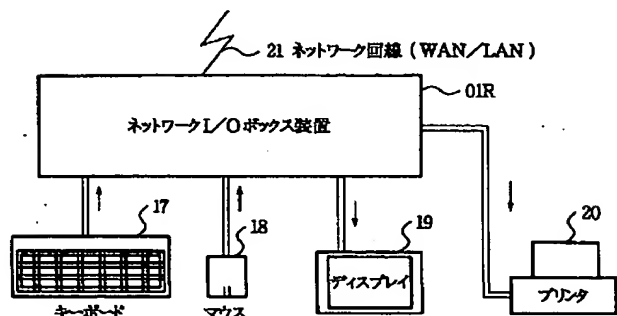 21 ネットワーク回線(WAN/LAN)
01R
ネットワークI/Oボックス装置
17
18
19
20
ディスプレイ
プリンタ
キーボード
マウス